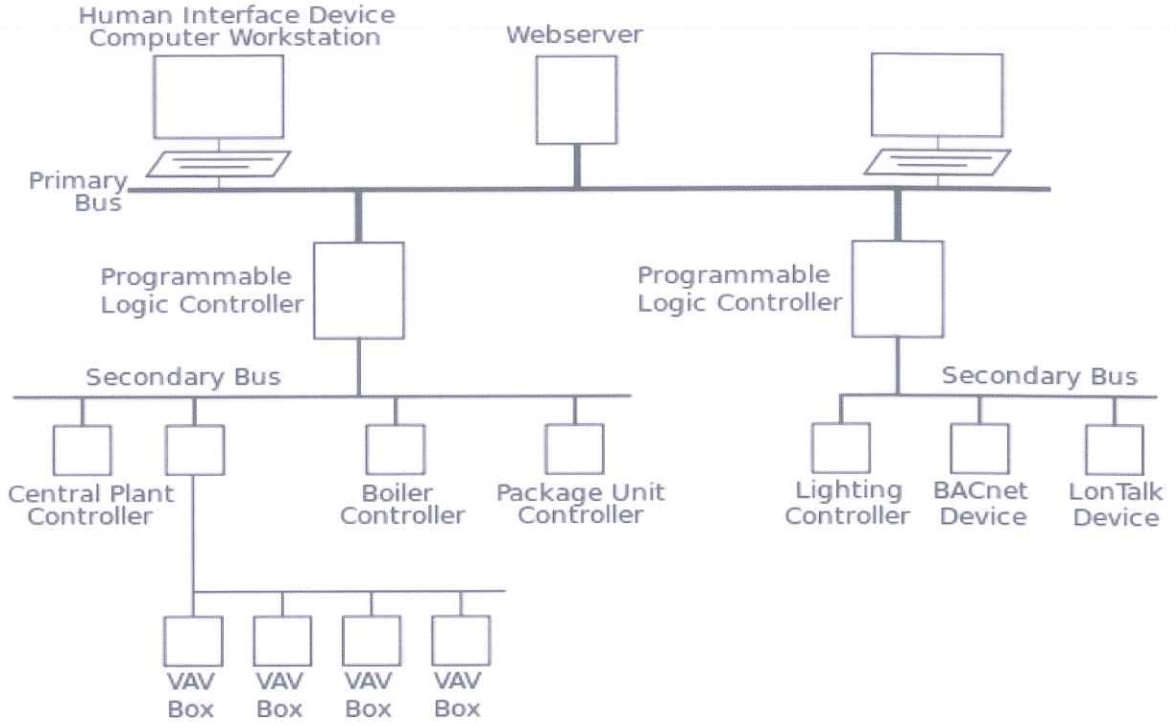 Human Interface Device
Computer Workstation
Webserver
Primary
Bus
Programmable
Logic Controller
Programmable
Logic Controller
Secondary Bus
Secondary Bus
Central Plant
Controller
Boiler
Controller
Package Unit
Controller
Lighting
Controller
BACnet
Device
LonTalk
Device
VAV
Box
VAV
Box
VAV
Box
VAV
Box